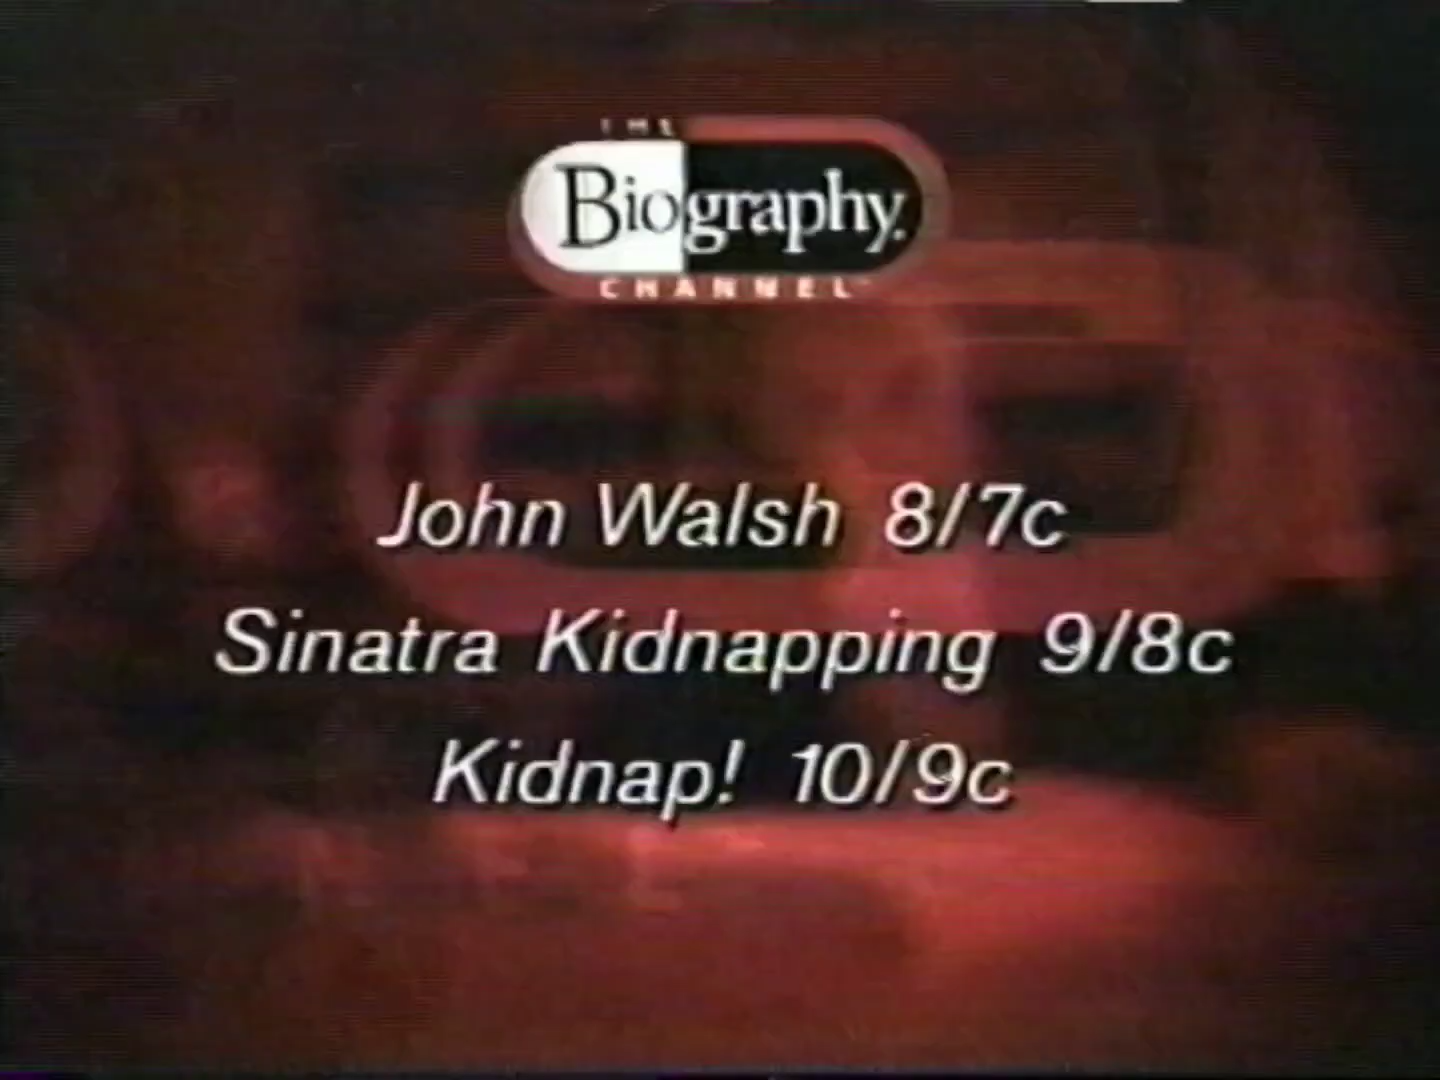 THE
Biography.
CHANNEL
John Walsh 8/7c
Sinatra Kidnapping 9/8c
Kidnap! 10/9c